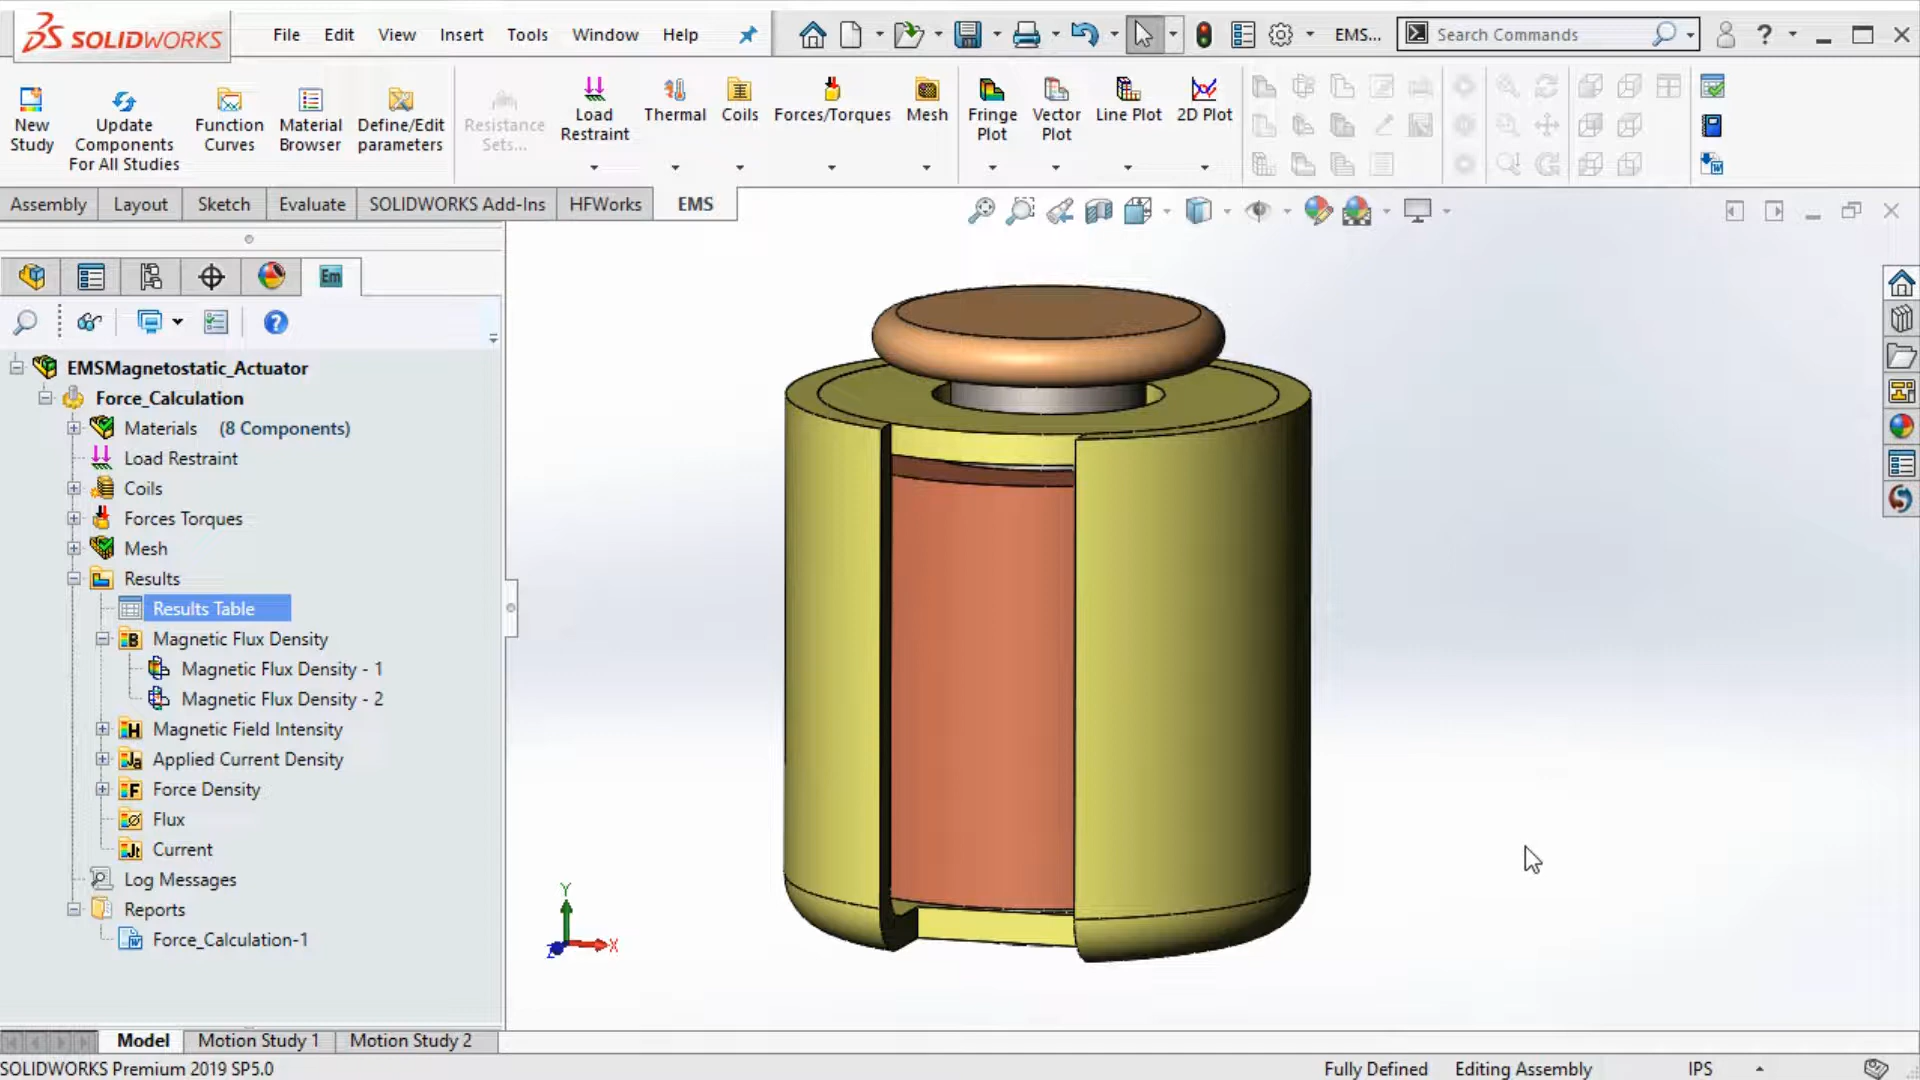 SOLIDWORKS
File Edit View Insert Tools Window Help
EMS...
Search Commands
New Study
Update Components For All Studies
Function Curves
Material Browser
Define/Edit parameters
Resistance Sets...
Load Restraint
Thermal
Coils
Forces/Torques
Mesh
Fringe Plot
Vector Plot
Line Plot
2D Plot
Assembly Layout Sketch Evaluate SOLIDWORKS Add-Ins HFWorks EMS
Em
EMSMagnetostatic_Actuator
Force_Calculation
Materials (8 Components)
Load Restraint
Coils
Forces Torques
Mesh
Results
Results Table
B Magnetic Flux Density
Magnetic Flux Density - 1
Magnetic Flux Density - 2
H Magnetic Field Intensity
Ja Applied Current Density
F Force Density
Flux
Jt Current
Log Messages
Reports
Force_Calculation-1
Y
X
Z
Model Motion Study 1 Motion Study 2
SOLIDWORKS Premium 2019 SP5.0
Fully Defined Editing Assembly IPS